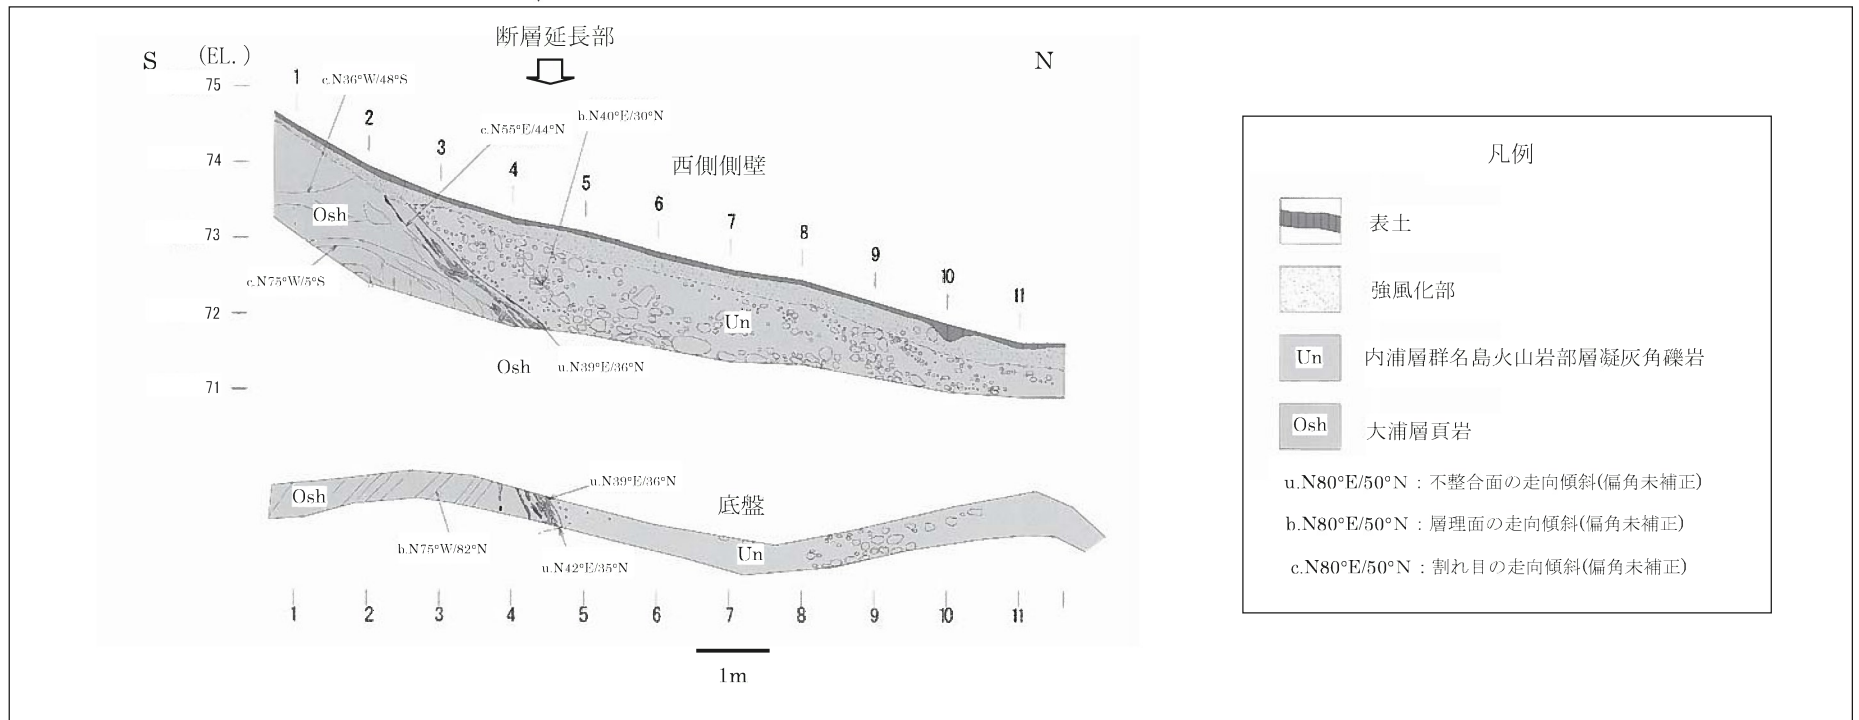 断層延長部
S
(EL. )
N
75
74
73
72
71
1
2
3
4
5
6
7
8
9
10
11
c.N36°W/48°S
c.N55°E/44°N
b.N40°E/30°N
西側側壁
Osh
c.N75°W/5°S
Un
Osh
u.N39°E/36°N
u.N39°E/36°N
Osh
底盤
b.N75°W/82°N
u.N42°E/35°N
Un
1
2
3
4
5
6
7
8
9
10
11
1m
凡例
表土
強風化部
Un 内浦層群名島火山岩部層凝灰角礫岩
Osh 大浦層頁岩
u.N80°E/50°N：不整合面の走向傾斜(偏角未補正)
b.N80°E/50°N：層理面の走向傾斜(偏角未補正)
c.N80°E/50°N：割れ目の走向傾斜(偏角未補正)